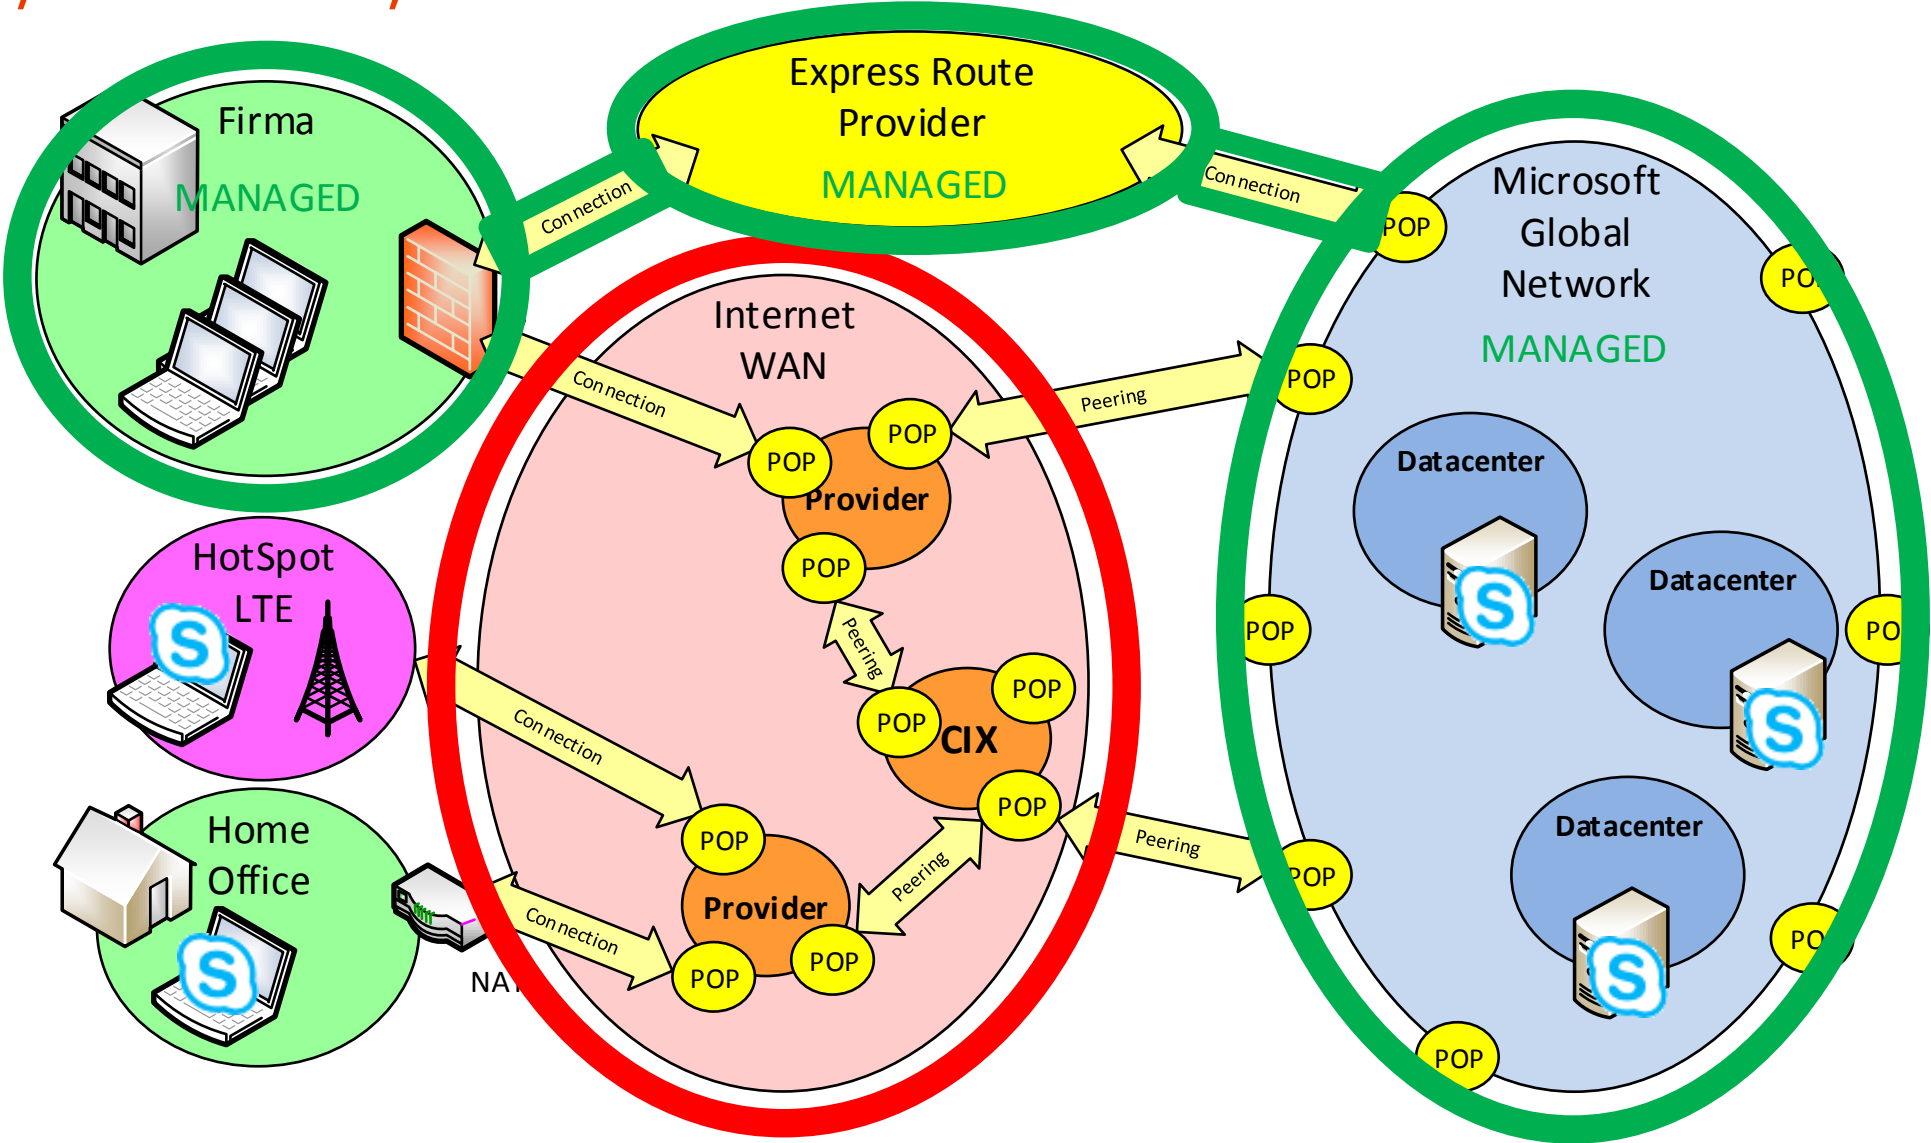 Express Route
Provider
MANAGED
Firma
MANAGED
Connection
Connection
Microsoft
Global
Network
MANAGED
POP
Internet
WAN
Connection
Peering
POP
POP
POP
Provider
POP
Datacenter
HotSpot
LTE
S
Peering
POP
Datacenter
S
POP
S
Connection
POP
POP
CIX
POP
Peering
POP
Home
Office
S
Connection
POP
Provider
POP
POP
Peering
POP
Datacenter
S
POP